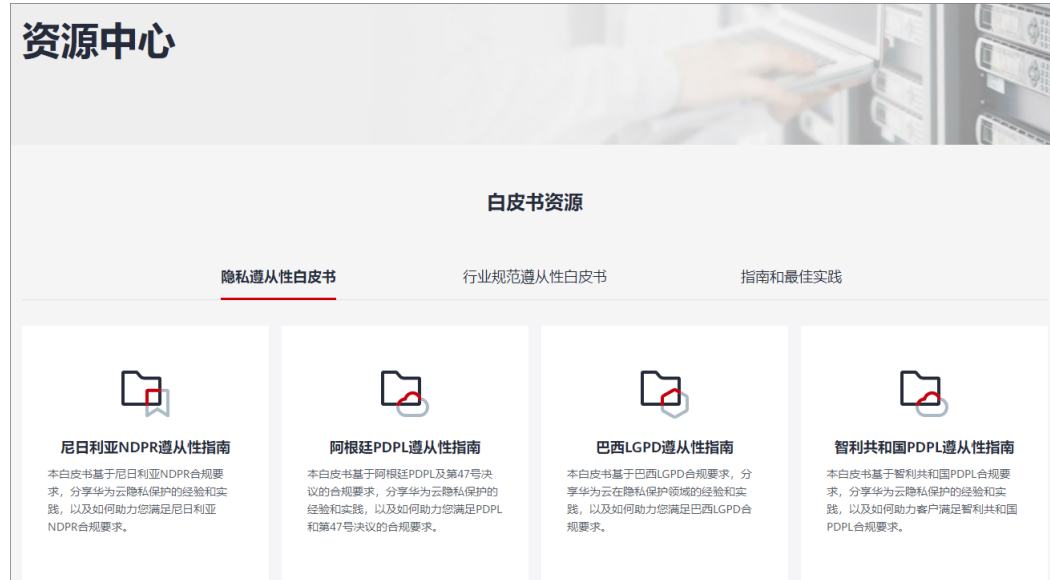 资源中心
白皮书资源
隐私遵从性白皮书
行业规范遵从性白皮书
指南和最佳实践
尼日利亚NDPR遵从性指南
本白皮书基于尼日利亚NDPR合规要
求，分享华为云隐私保护的经验和实
践，以及如何助力您满足尼日利亚
NDPR合规要求。
阿根廷PDPL遵从性指南
本白皮书基于阿根廷PDPL及第47号决
议的合规要求，分享华为云隐私保护的
经验和实践，以及如何助力您满足PDPL
和第47号决议的合规要求。
巴西LGPD遵从性指南
本白皮书基于巴西LGPD合规要求，分
享华为云在隐私保护领域的经验和实
践，以及如何助力您满足巴西LGPD合
规要求。
智利共和国PDPL遵从性指南
本白皮书基于智利共和国PDPL合规要
求，分享华为云隐私保护的经验和实
践，以及如何助力客户满足智利共和国
PDPL合规要求。